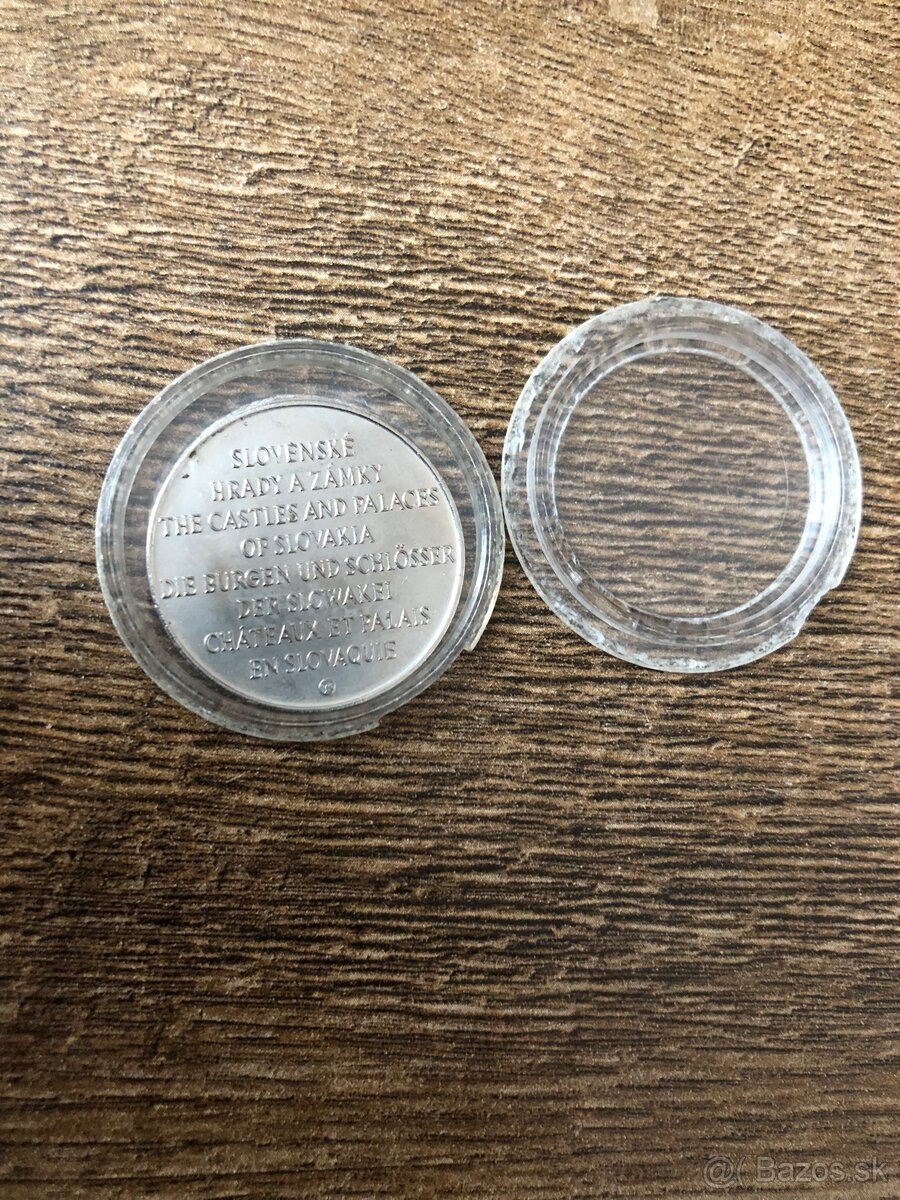 SLOVENSKÉ
HRADY A ZÁMKY
THE CASTLES AND PALACES
OF SLOVAKIA
DIE BURGEN UND SCHLÖSSER
DER SLOWAKEI
CHÂTEAUX ET PALAIS
EN SLOVAQUIE
@( Bazos.sk